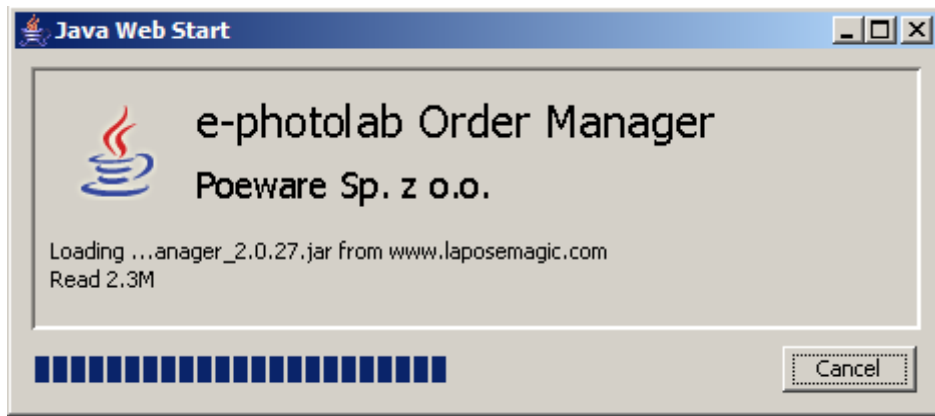 Java Web Start
e-photolab Order Manager
Poeware Sp. z o.o.
Loading ...anager_2.0.27.jar from www.laposemagic.com
Read 2.3M
Cancel